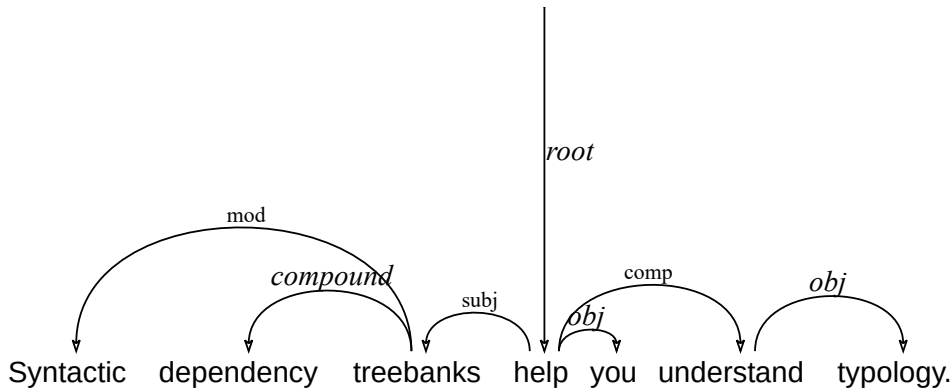 root
mod
compound
subj
comp
obj
obj
Syntactic dependency treebanks help you understand typology.